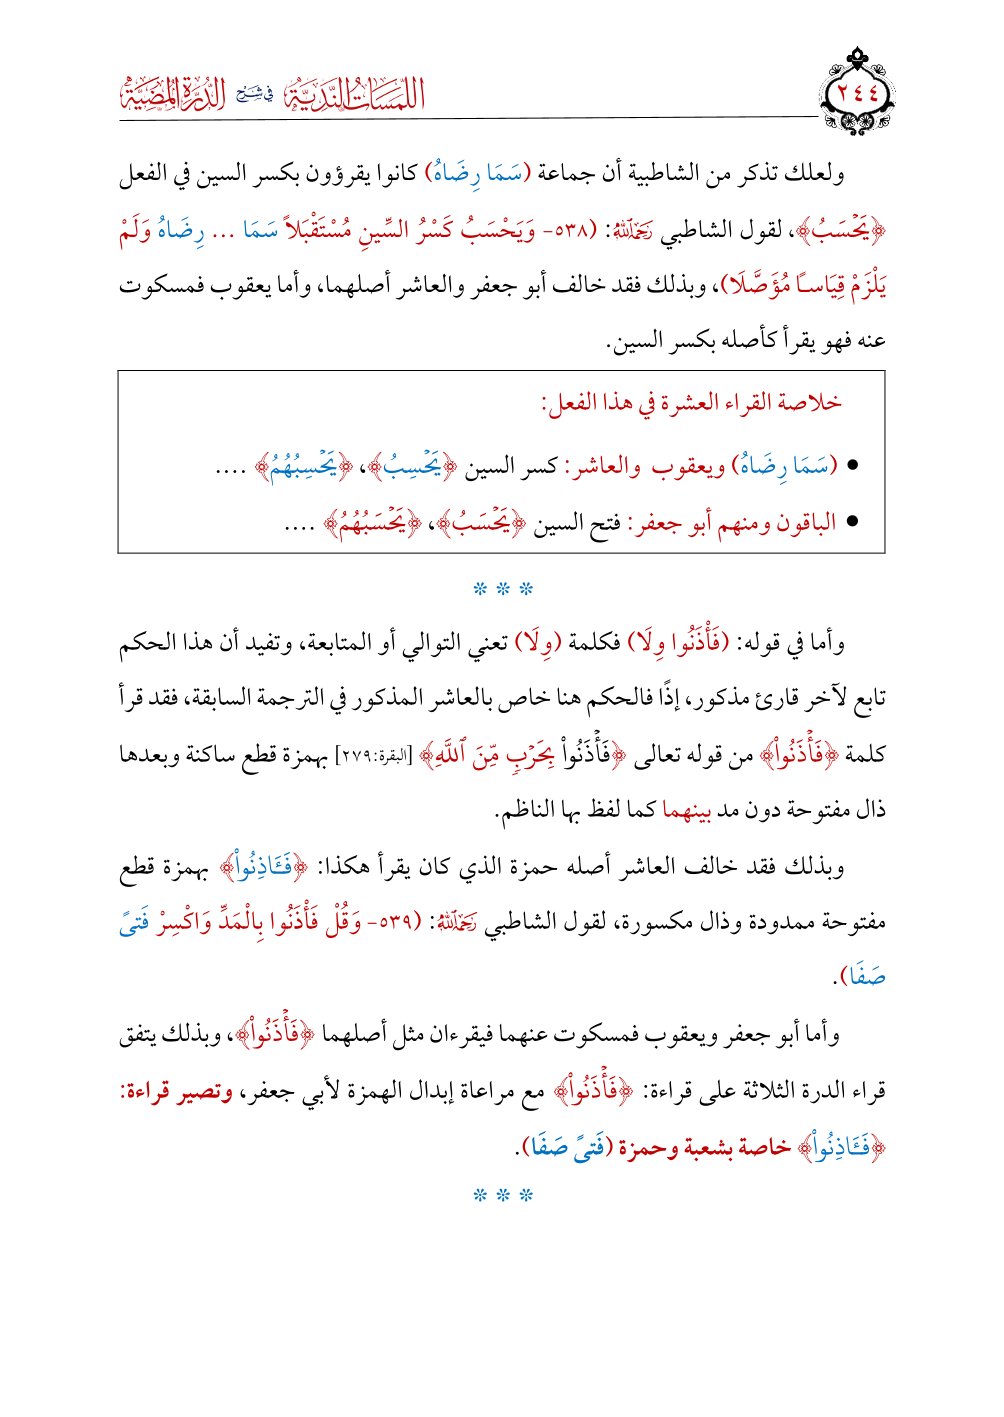 ٢٤٤
اللمسات الندية في شرح الدرة المضية
ولعلك تذكر من الشاطبية أن جماعة (سَمَا رِضَاهُ) كانوا يقرؤون بكسر السين في الفعل
﴿يَحۡسَبُ﴾، لقول الشاطبي رَحِمَهُ اللَّهُ: (٥٣٨- وَيَحْسَبُ كَسْرُ السِّينِ مُسْتَقْبَلاً سَمَا ... رِضَاهُ وَلَمْ
يَلْزَمْ قِيَاسـًا مُؤَصَّلَا)، وبذلك فقد خالف أبو جعفر والعاشر أصلهما، وأما يعقوب فمسكوت
عنه فهو يقرأ كأصله بكسر السين.
خلاصة القراء العشرة في هذا الفعل:
● (سَمَا رِضَاهُ) ويعقوب والعاشر: كسر السين ﴿يَحۡسِبُ﴾، ﴿يَحۡسِبُهُمُ﴾ ....
● الباقون ومنهم أبو جعفر: فتح السين ﴿يَحۡسَبُ﴾، ﴿يَحۡسَبُهُمُ﴾ ....
* * *
وأما في قوله: (فَأْذَنُوا وِلَا) فكلمة (وِلَا) تعني التوالي أو المتابعة، وتفيد أن هذا الحكم
تابع لآخر قارئ مذكور، إذًا فالحكم هنا خاص بالعاشر المذكور في الترجمة السابقة، فقد قرأ
كلمة ﴿فَأۡذَنُواْ﴾ من قوله تعالى ﴿فَأۡذَنُواْ بِحَرۡبٖ مِّنَ ٱللَّهِ﴾ [البقرة:٢٧٩] بهمزة قطع ساكنة وبعدها
ذال مفتوحة دون مد بينهما كما لفظ بها الناظم.
وبذلك فقد خالف العاشر أصله حمزة الذي كان يقرأ هكذا: ﴿فَـَٔاذِنُواْ﴾ بهمزة قطع
مفتوحة ممدودة وذال مكسورة، لقول الشاطبي رَحِمَهُ اللَّهُ: (٥٣٩- وَقُلْ فَأْذَنُوا بِالْمَدِّ وَاكْسِرْ فَتىً
صَفَا).
وأما أبو جعفر ويعقوب فمسكوت عنهما فيقرءان مثل أصلهما ﴿فَأۡذَنُواْ﴾، وبذلك يتفق
قراء الدرة الثلاثة على قراءة: ﴿فَأۡذَنُواْ﴾ مع مراعاة إبدال الهمزة لأبي جعفر، وتصير قراءة:
﴿فَـَٔاذِنُواْ﴾ خاصة بشعبة وحمزة (فَتىً صَفَا).
* * *